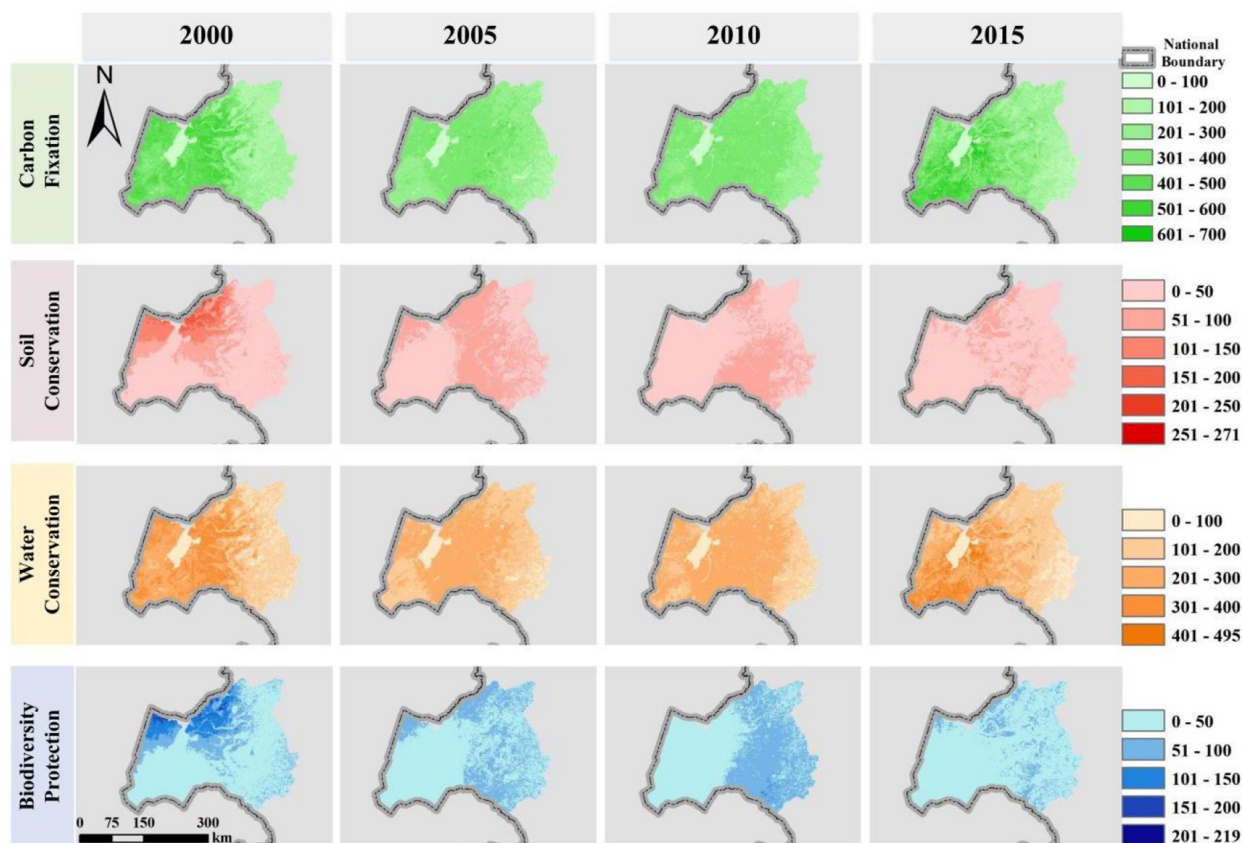 2000
2005
2010
2015
National
Boundary
N
Carbon
Fixation
0 - 100
101 - 200
201 - 300
301 - 400
401 - 500
501 - 600
601 - 700
Soil
Conservation
0 - 50
51 - 100
101 - 150
151 - 200
201 - 250
251 - 271
Water
Conservation
0 - 100
101 - 200
201 - 300
301 - 400
401 - 495
Biodiversity
Protection
0 - 50
51 - 100
101 - 150
151 - 200
201 - 219
0 75 150 300
km